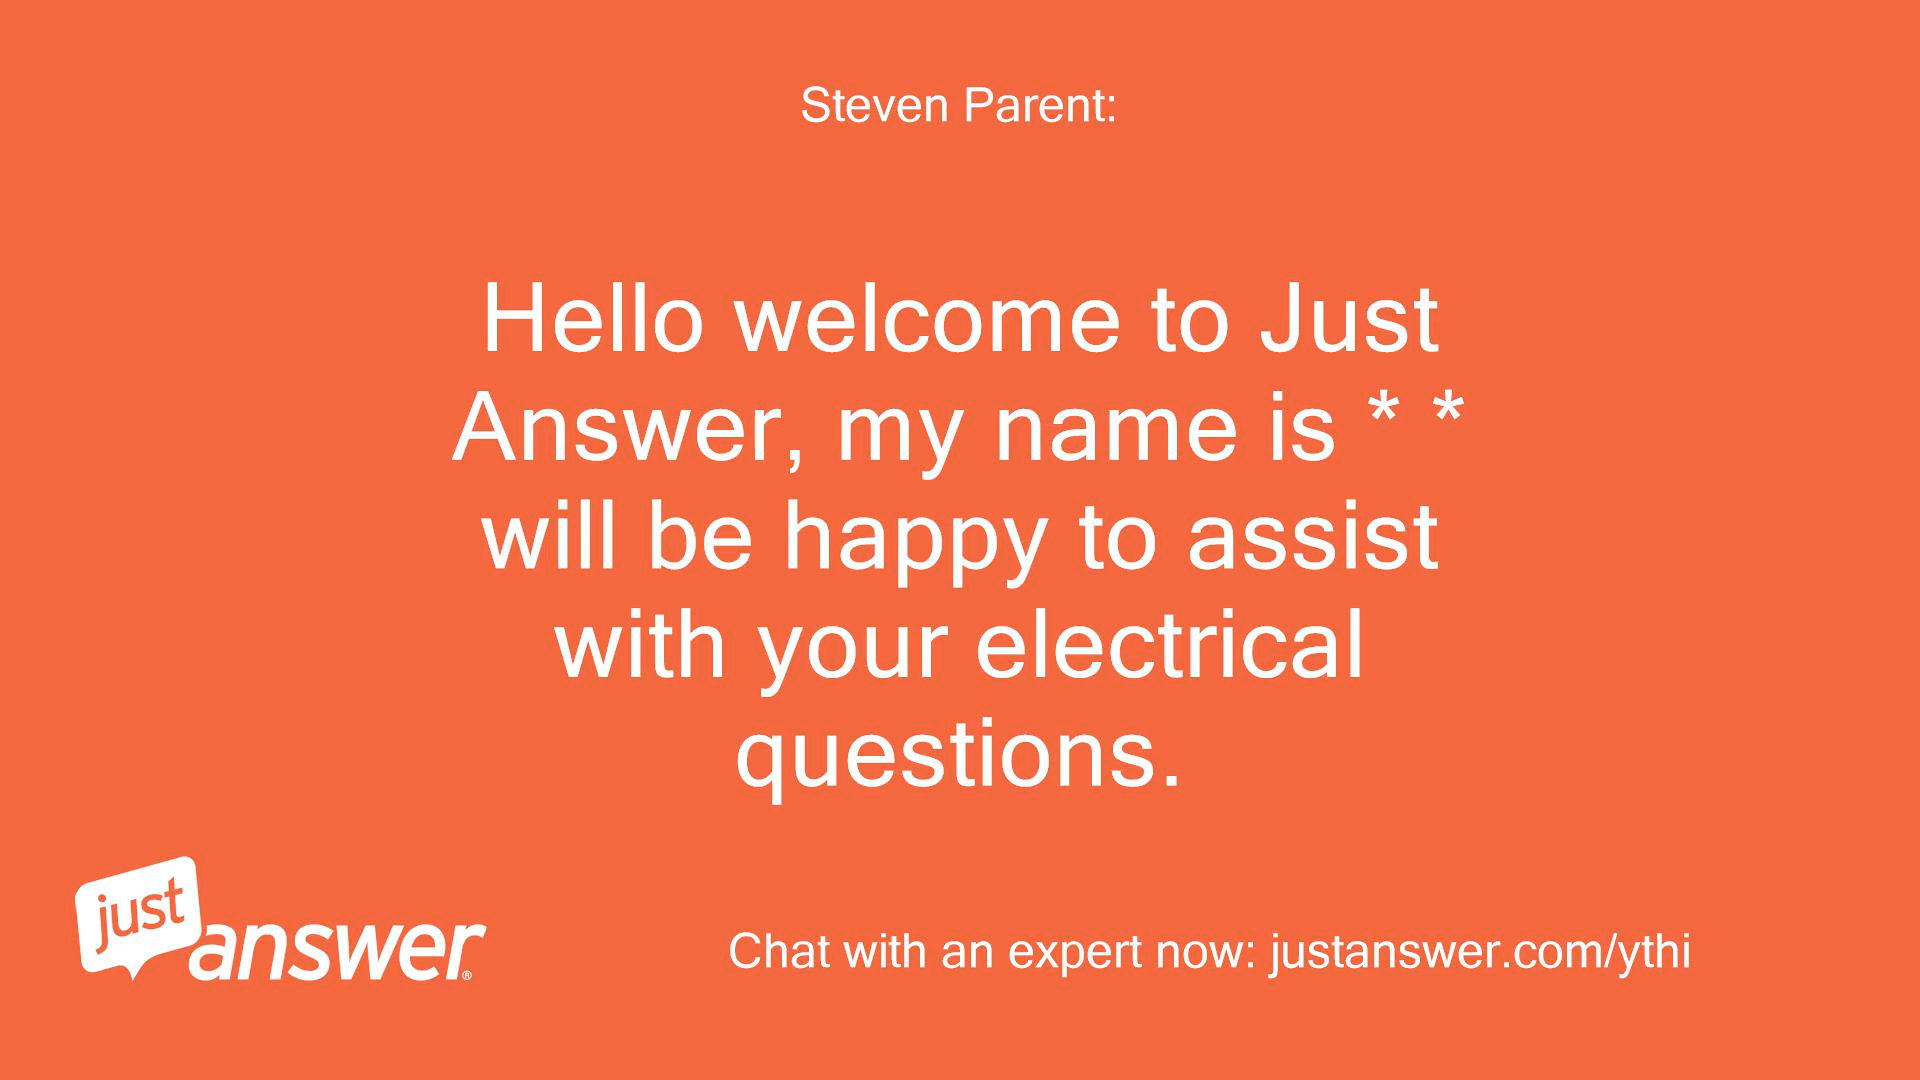 Steven Parent:
Hello welcome to Just
Answer, my name is * *
will be happy to assist
with your electrical
questions.
just
answer®
Chat with an expert now: justanswer.com/ythi